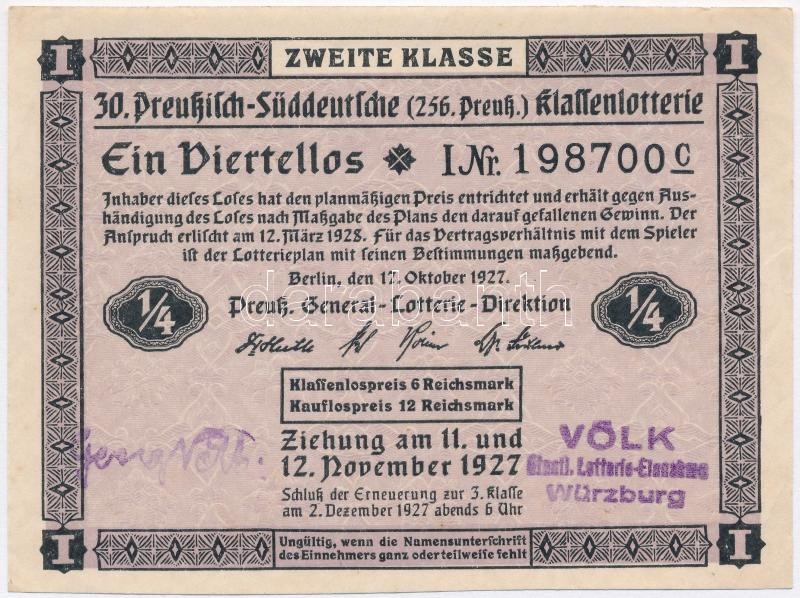 I ZWEITE KLASSE I
30. Preußisch-Süddeutsche (256. Preuß.) Klassenlotterie
Ein Viertellos I Nr. 198700 C
Inhaber dieses Loses hat den planmäßigen Preis entrichtet und erhält gegen Aus-
händigung des Loses nach Maßgabe des Plans den darauf gefallenen Gewinn. Der
Anspruch erlischt am 12. März 1928. Für das Vertragsverhältnis mit dem Spieler
ist der Lotterieplan mit seinen Bestimmungen maßgebend.
Berlin, den 17. Oktober 1927.
Preuß. General-Lotterie-Direktion
1/4 1/4
darabanth
Klassenlospreis 6 Reichsmark
Kauflospreis 12 Reichsmark
Ziehung am 11. und
12. November 1927
Schluß der Erneuerung zur 3. Klasse
am 2. Dezember 1927 abends 6 Uhr
VÖLK
Staatl. Lotterie-Einnahme
Würzburg
I Ungültig, wenn die Namensunterschrift I
des Einnehmers ganz oder teilweise fehlt